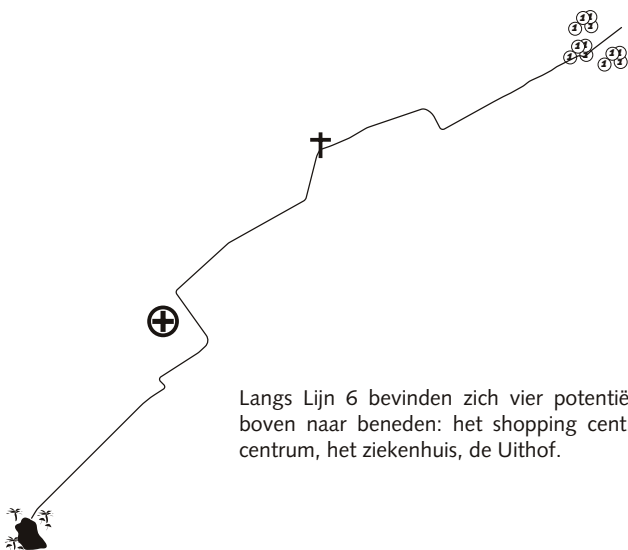 Langs Lijn 6 bevinden zich vier potentië
boven naar beneden: het shopping cent
centrum, het ziekenhuis, de Uithof.